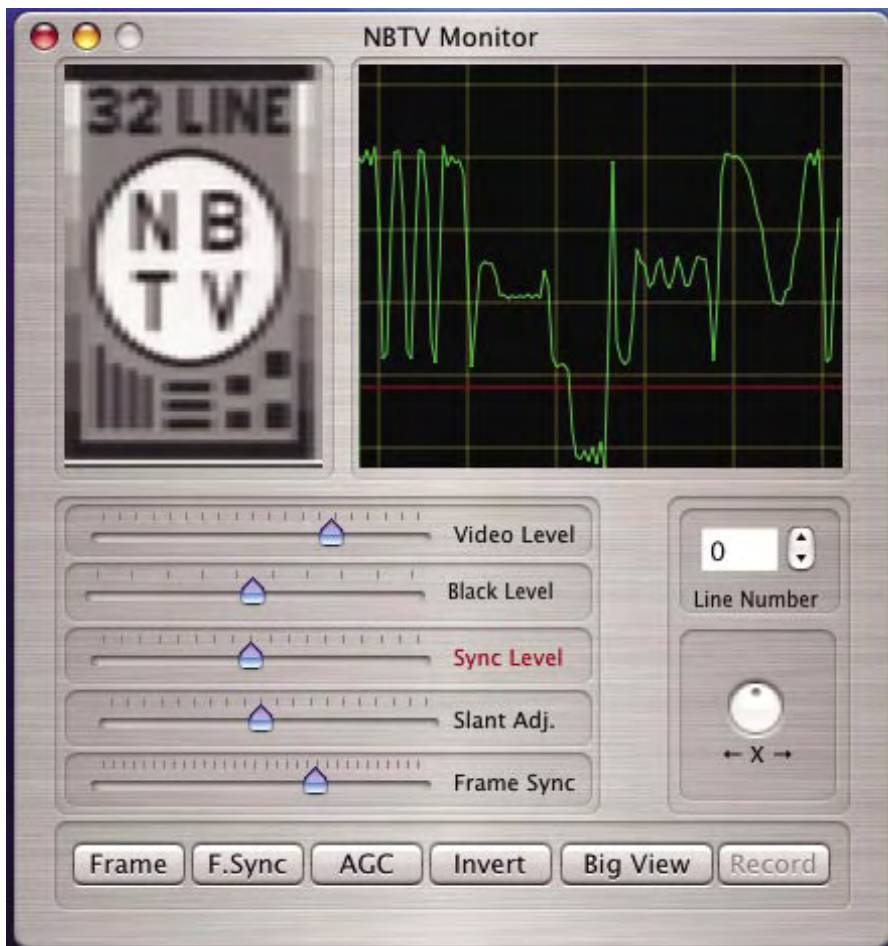 NBTV Monitor
32 LINE
N B
T V
Video Level
Black Level
Sync Level
Slant Adj.
Frame Sync
0
Line Number
← X →
Frame F.Sync AGC Invert Big View Record